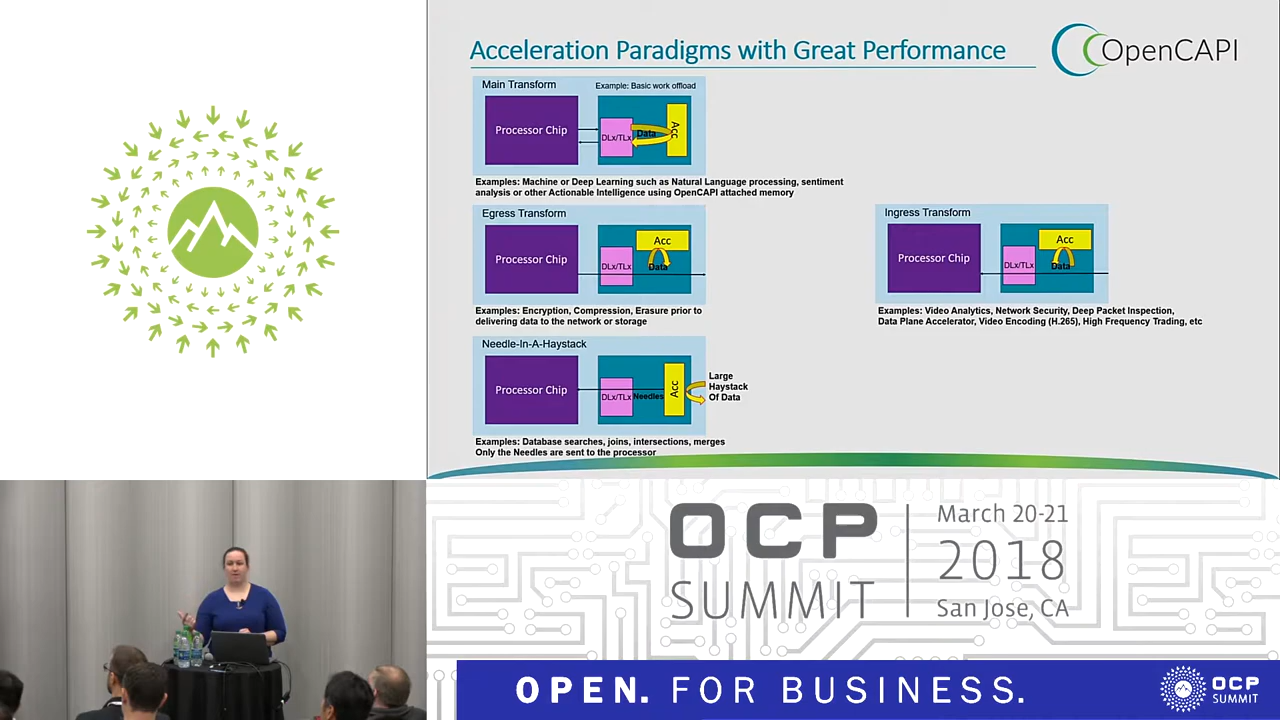 Acceleration Paradigms with Great Performance
OpenCAPI
Main Transform
Example: Basic work offload
Processor Chip
DLx/TLx
Data
Acc
Examples: Machine or Deep Learning such as Natural Language processing, sentiment
analysis or other Actionable Intelligence using OpenCAPI attached memory
Egress Transform
Processor Chip
DLx/TLx
Acc
Data
Examples: Encryption, Compression, Erasure prior to
delivering data to the network or storage
Ingress Transform
Processor Chip
DLx/TLx
Acc
Data
Examples: Video Analytics, Network Security, Deep Packet Inspection,
Data Plane Accelerator, Video Encoding (H.265), High Frequency Trading, etc
Needle-In-A-Haystack
Processor Chip
DLx/TLx
Needles
Acc
Large
Haystack
Of Data
Examples: Database searches, joins, intersections, merges
Only the Needles are sent to the processor
OCP
SUMMIT
March 20-21
2018
San Jose, CA
OPEN. FOR BUSINESS.
OCP
SUMMIT